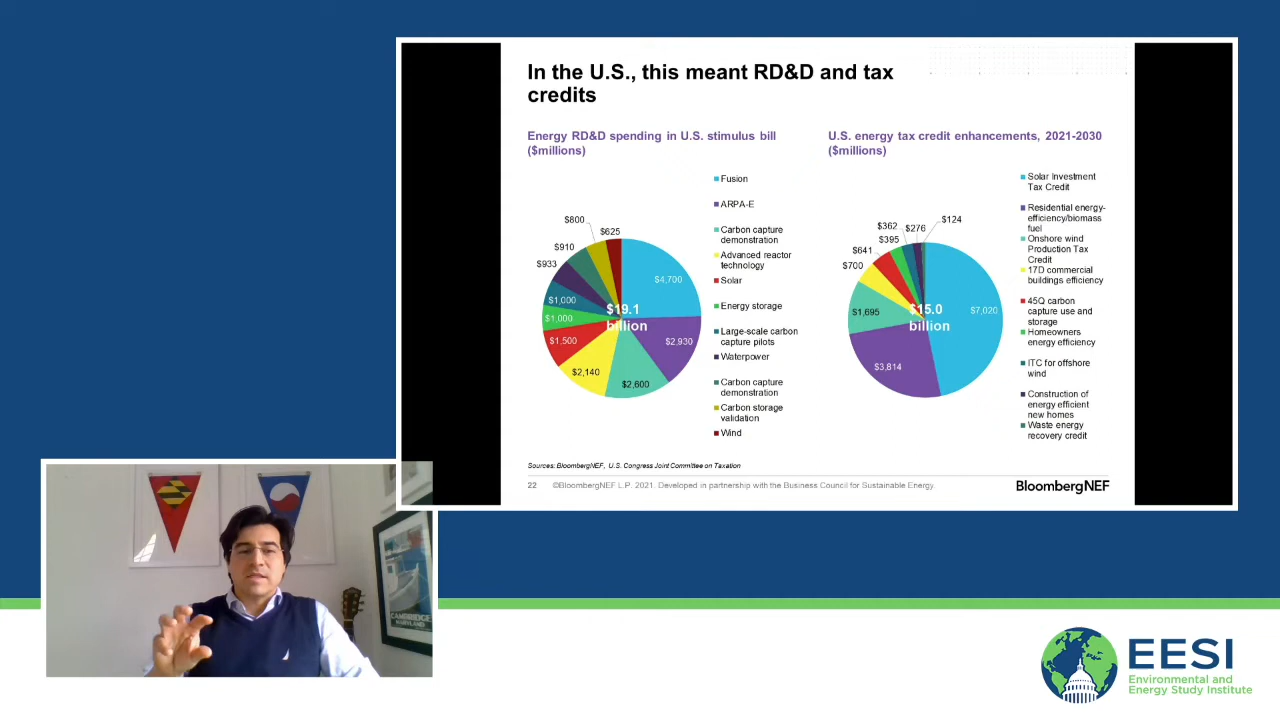 In the U.S., this meant RD&D and tax
credits
Energy RD&D spending in U.S. stimulus bill
($millions)
$800
$625
$910
$933
$1,000
$1,000
$1,500
$2,140
$2,600
$2,930
$4,700
$19.1
billion
Fusion
ARPA-E
Carbon capture
demonstration
Advanced reactor
technology
Solar
Energy storage
Large-scale carbon
capture pilots
Waterpower
Carbon capture
demonstration
Carbon storage
validation
Wind
U.S. energy tax credit enhancements, 2021-2030
($millions)
$124
$362
$276
$395
$641
$700
$1,695
$3,814
$7,020
$15.0
billion
Solar Investment
Tax Credit
Residential energy-
efficiency/biomass
fuel
Onshore wind
Production Tax
Credit
17D commercial
buildings efficiency
45Q carbon
capture use and
storage
Homeowners
energy efficiency
ITC for offshore
wind
Construction of
energy efficient
new homes
Waste energy
recovery credit
Sources: BloombergNEF, U.S. Congress Joint Committee on Taxation
22 ©BloombergNEF L.P. 2021. Developed in partnership with the Business Council for Sustainable Energy.
BloombergNEF
CAMBRIDGE
MARYLAND
EESI
Environmental and
Energy Study Institute